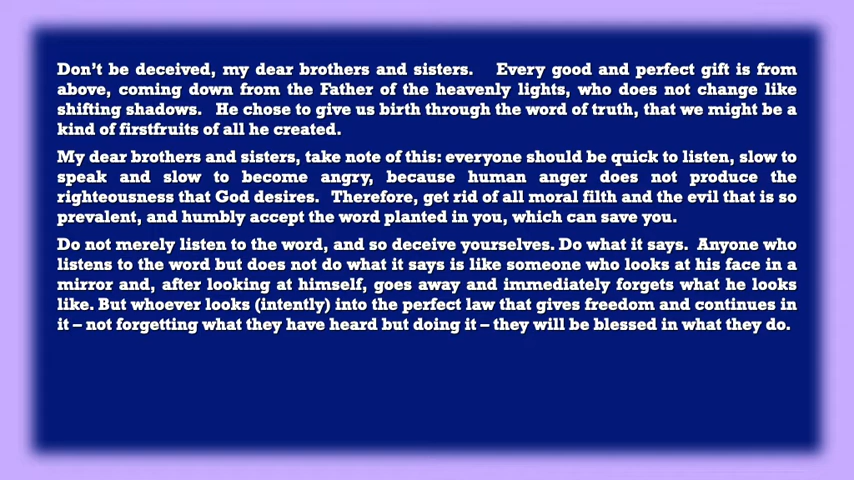 Don’t be deceived, my dear brothers and sisters. Every good and perfect gift is from
above, coming down from the Father of the heavenly lights, who does not change like
shifting shadows. He chose to give us birth through the word of truth, that we might be a
kind of firstfruits of all he created.
My dear brothers and sisters, take note of this: everyone should be quick to listen, slow to
speak and slow to become angry, because human anger does not produce the
righteousness that God desires. Therefore, get rid of all moral filth and the evil that is so
prevalent, and humbly accept the word planted in you, which can save you.
Do not merely listen to the word, and so deceive yourselves. Do what it says. Anyone who
listens to the word but does not do what it says is like someone who looks at his face in a
mirror and, after looking at himself, goes away and immediately forgets what he looks
like. But whoever looks (intently) into the perfect law that gives freedom and continues in
it – not forgetting what they have heard but doing it – they will be blessed in what they do.